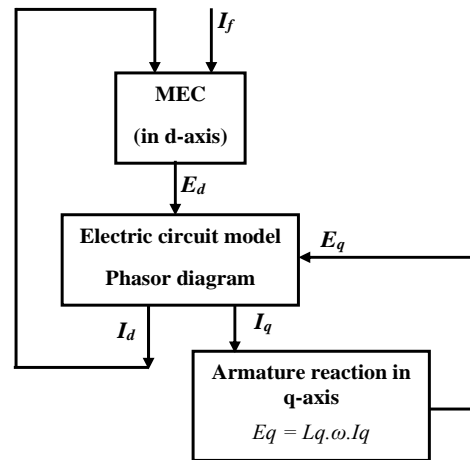 I_f
MEC
(in d-axis)
E_d
Electric circuit model
Phasor diagram
E_q
I_d
I_q
Armature reaction in
q-axis
Eq = Lq.ω.Iq